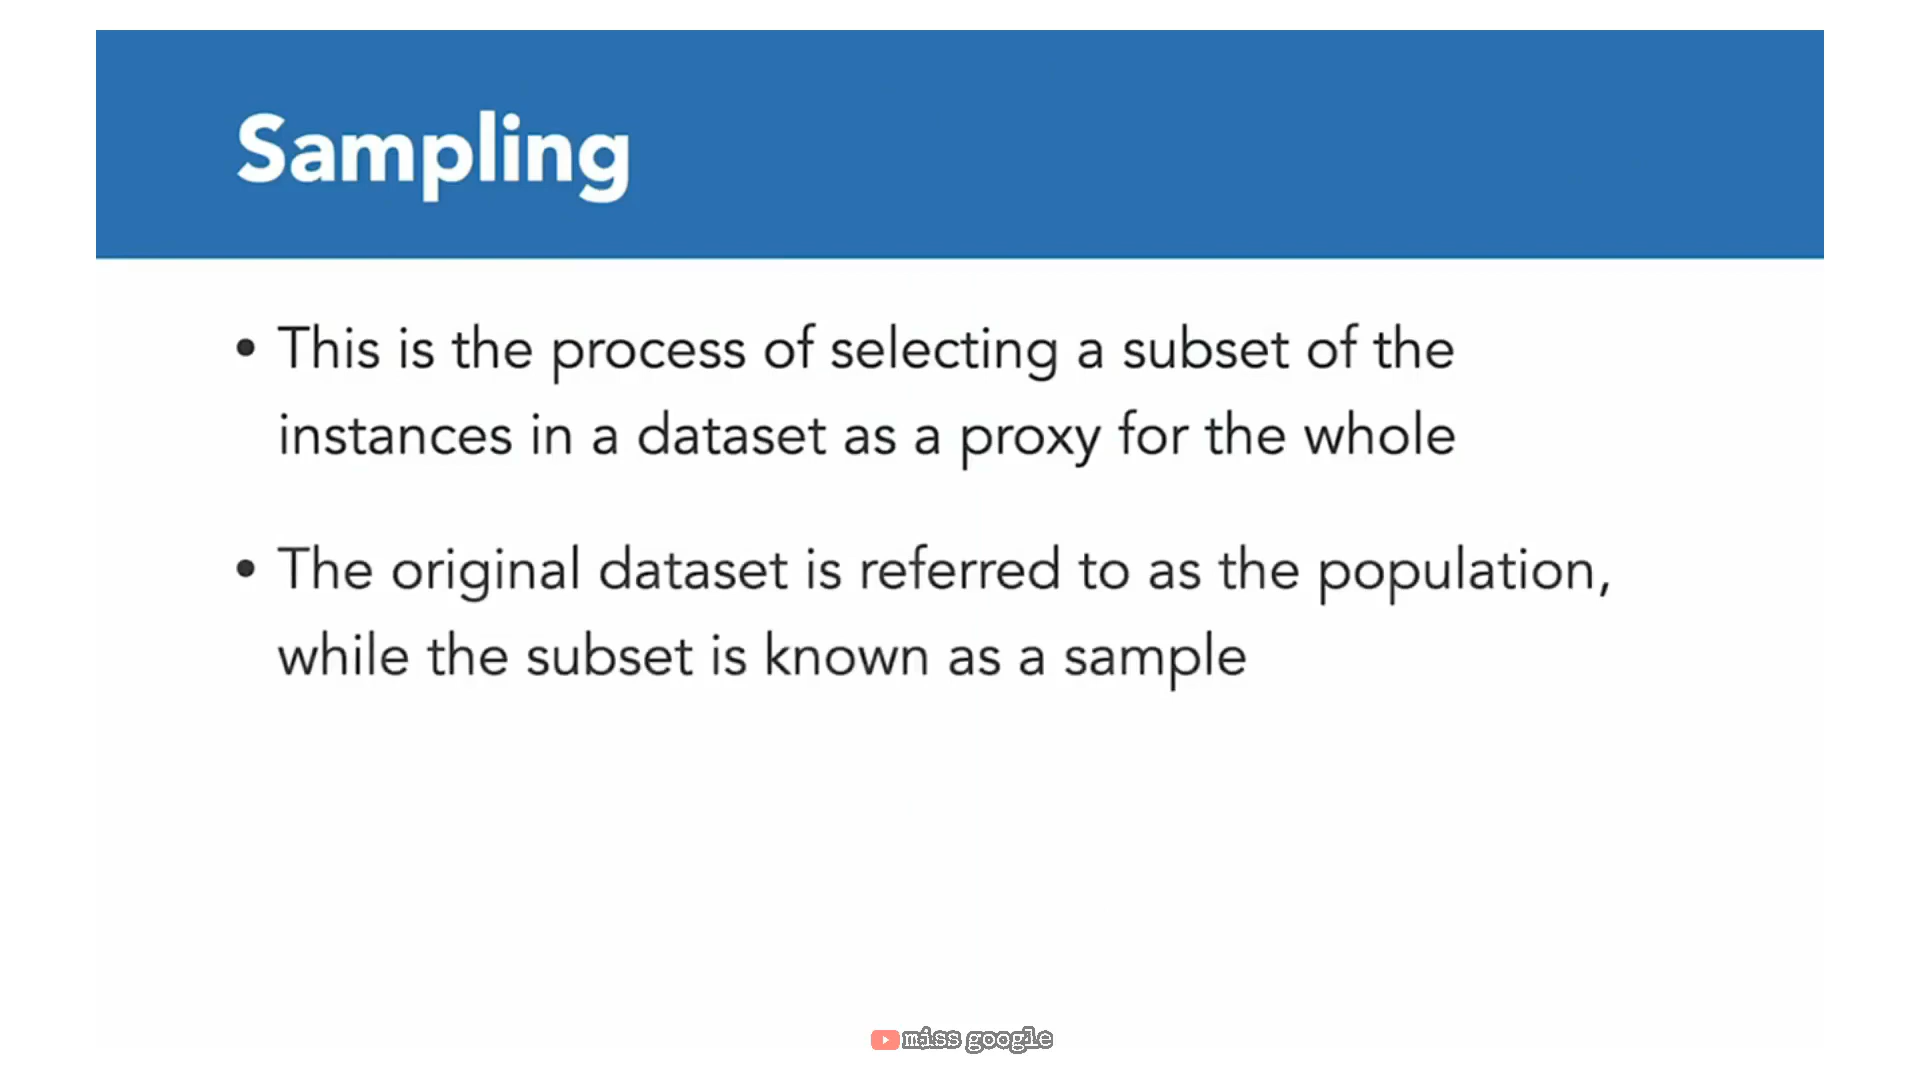 Sampling
• This is the process of selecting a subset of the
instances in a dataset as a proxy for the whole
• The original dataset is referred to as the population,
while the subset is known as a sample
miss google